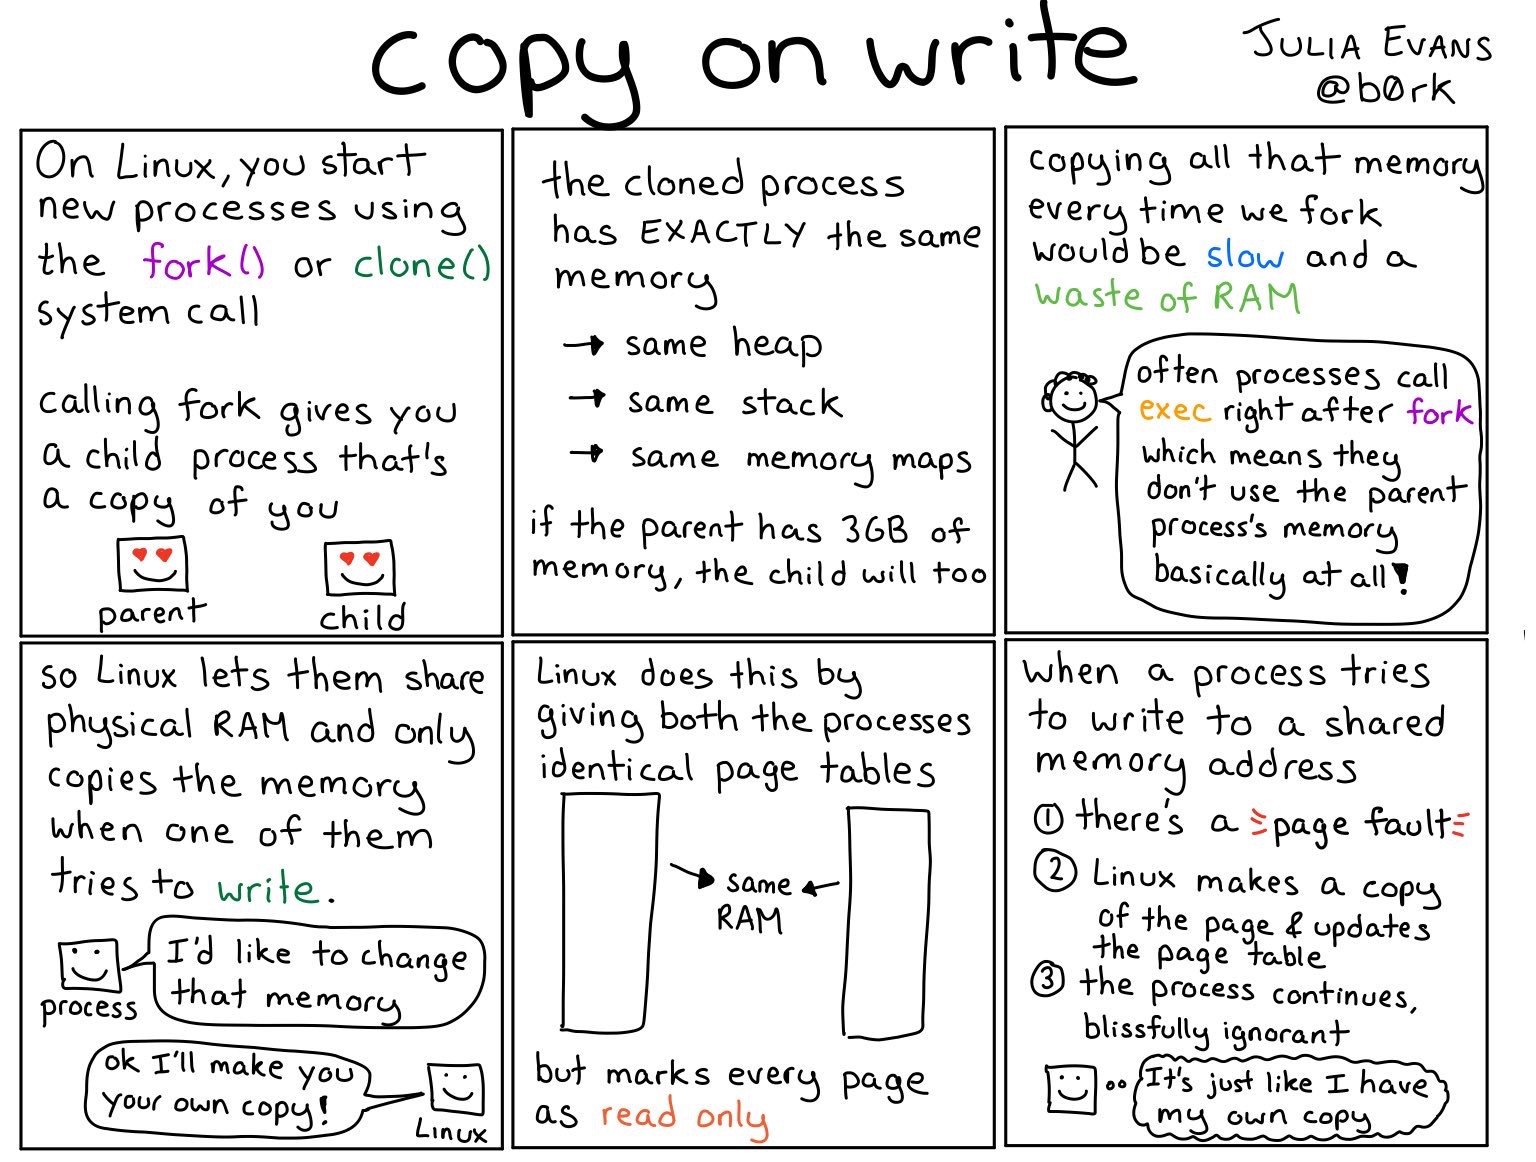 copy on write
JULIA EVANS
@b0rk
On Linux, you start
new processes using
the fork() or clone()
system call
calling fork gives you
a child process that's
a copy of you
parent
child
the cloned process
has EXACTLY the same
memory
→ same heap
→ same stack
→ same memory maps
if the parent has 3GB of
memory, the child will too
copying all that memory
every time we fork
would be slow and a
waste of RAM
often processes call
exec right after fork
which means they
don't use the parent
process's memory
basically at all!
so Linux lets them share
physical RAM and only
copies the memory
when one of them
tries to write.
I'd like to change
that memory
process
ok I'll make you
your own copy!
Linux
Linux does this by
giving both the processes
identical page tables
same
RAM
but marks every page
as read only
when a process tries
to write to a shared
memory address
① there's a page fault
② Linux makes a copy
of the page & updates
the page table
③ the process continues,
blissfully ignorant
It's just like I have
my own copy